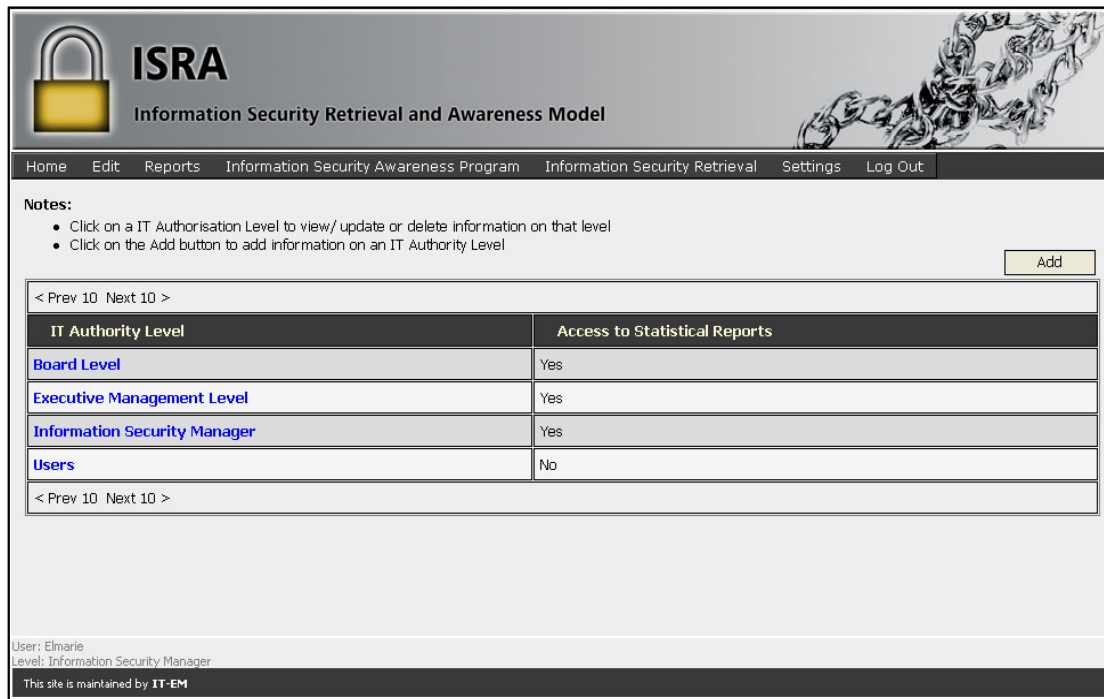 ISRA
Information Security Retrieval and Awareness Model
Home Edit Reports Information Security Awareness Program Information Security Retrieval Settings Log Out
Notes:
• Click on a IT Authorisation Level to view/ update or delete information on that level
• Click on the Add button to add information on an IT Authority Level
Add
< Prev 10 Next 10 >
IT Authority Level Access to Statistical Reports
Board Level Yes
Executive Management Level Yes
Information Security Manager Yes
Users No
< Prev 10 Next 10 >
User: Elmarie
Level: Information Security Manager
This site is maintained by IT-EM